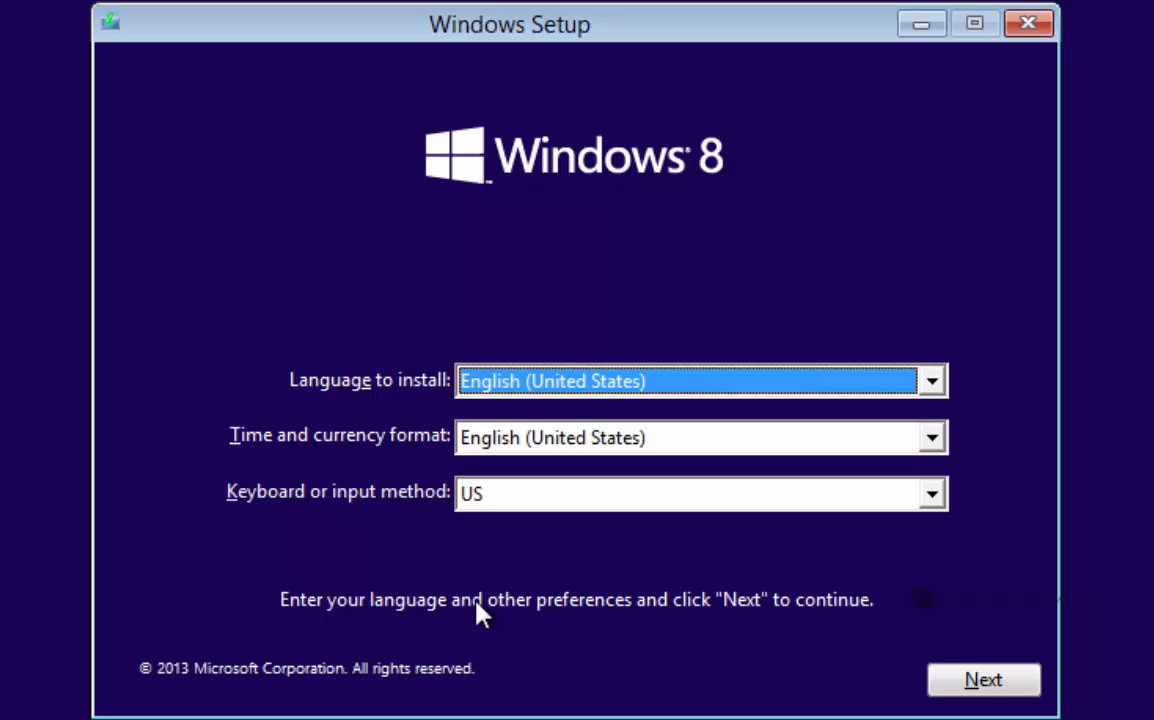 Windows Setup
Windows 8
Language to install: English (United States)
Time and currency format: English (United States)
Keyboard or input method: US
Enter your language and other preferences and click "Next" to continue.
© 2013 Microsoft Corporation. All rights reserved.
Next